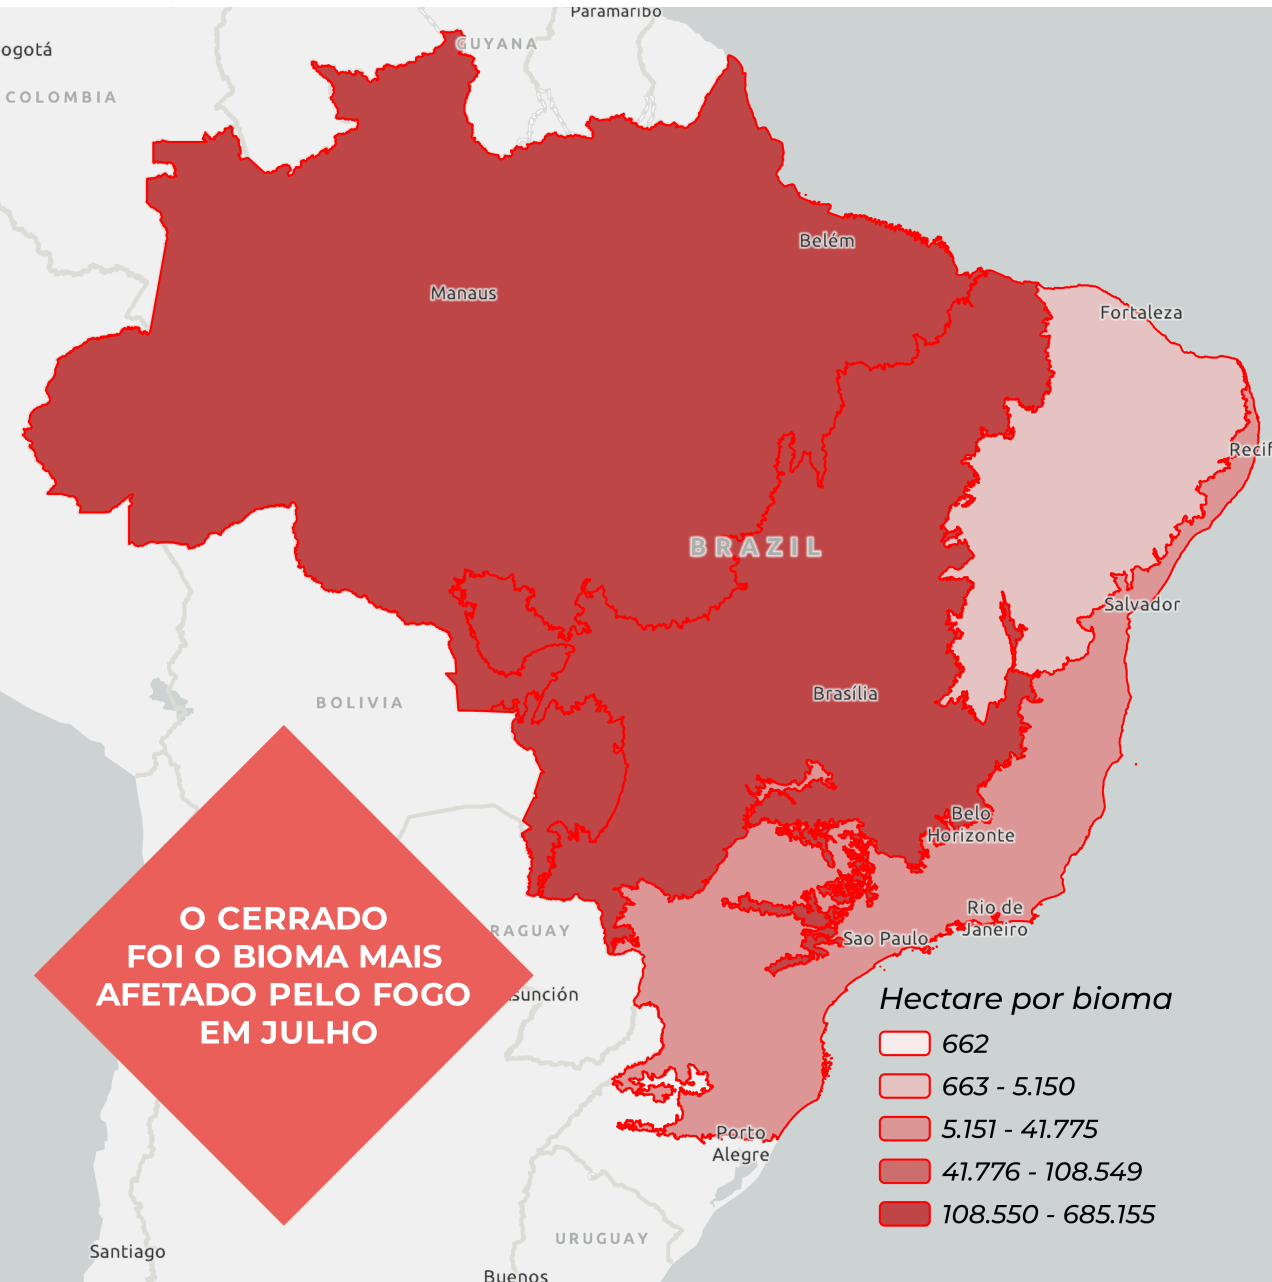 Paramaribo
GUYANA
ogotá
COLOMBIA
Belém
Manaus
Fortaleza
Recif
BRAZIL
Salvador
Brasília
BOLIVIA
Belo
Horizonte
Rio de
Janeiro
Sao Paulo
RAGUAY
sunción
O CERRADO
FOI O BIOMA MAIS
AFETADO PELO FOGO
EM JULHO
Hectare por bioma
662
663 - 5.150
5.151 - 41.775
41.776 - 108.549
108.550 - 685.155
Porto
Alegre
URUGUAY
Santiago
Buenos